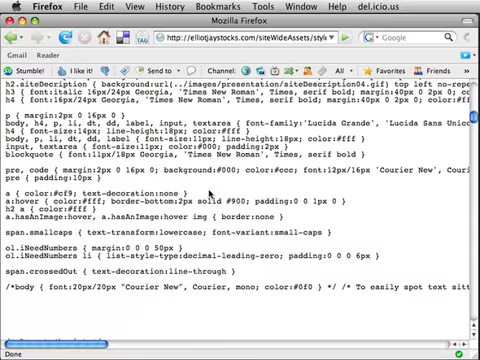 Firefox File Edit View History Bookmarks Tools Window Help del.icio.us
Mozilla Firefox
http://elliotjaystocks.com/siteWideAssets/style
Google
Gmail Reader
Stumble! I like it! Send to Channel: All
h2.siteDescription { background:url(../images/presentation/siteDescription04.gif) top left no-repe
h3 { font:italic 16px/24px Georgia, 'Times New Roman', Times, serif, bold; margin:40px 0 2px 0; co
h4 { font:16px/24px Georgia, 'Times New Roman', Times, serif, bold; margin:40px 0 2px 0; color:#ff
p { margin:2px 0 16px 0 }
body, h4, p, li, dt, dd, label, input, textarea { font-family:'Lucida Grande', 'Lucida Sans Unicod
h4 { font-size:14px; line-height:18px; color:#fff }
body, p, li, dt, dd { font-size:11px; line-height:18px; color:#fff }
input, textarea { font-size:11px; color:#000; padding:2px }
blockquote { font:11px/18px Georgia, 'Times New Roman', Times, serif, bold }
pre, code { margin:2px 0 16px 0; background:#000; color:#ccc; font:12px/16px 'Courier New', Courie
pre { padding:10px }
a { color:#cf9; text-decoration:none }
a:hover { color:#fff; border-bottom:2px solid #900; padding:0 0 1px 0 }
h2 a { color:#fff }
a.hasAnImage:hover, a.hasAnImage:hover img { border:none }
span.smallcaps { text-transform:lowercase; font-variant:small-caps }
ol.iNeedNumbers { margin:0 0 0 50px }
ol.iNeedNumbers li { list-style-type:decimal-leading-zero; padding:0 0 0 6px }
span.crossedOut { text-decoration:line-through }
/*body { font:20px/20px "Courier New", Courier, mono; color:#0f0 } */ /* To easily spot text sitt
Done